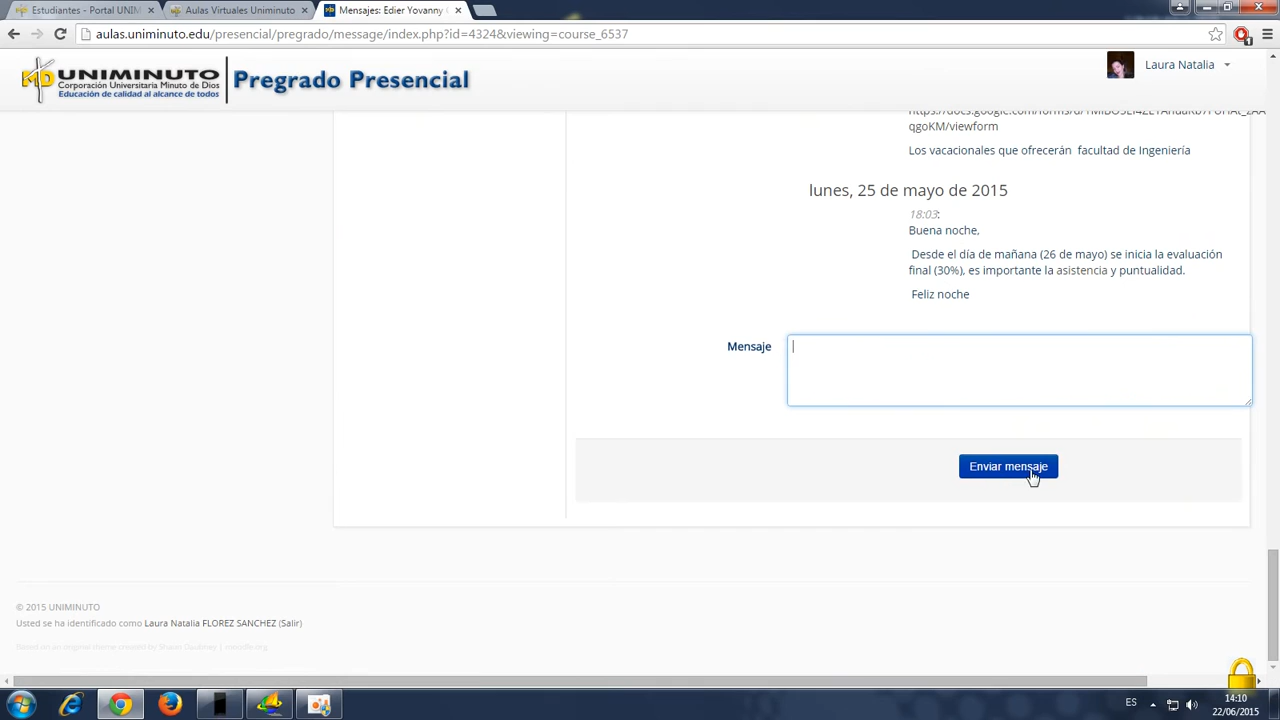 Estudiantes - Portal UNIM
Aulas Virtuales Uniminuto
Mensajes: Edier Yovanny
aulas.uniminuto.edu/presencial/pregrado/message/index.php?id=4324&viewing=course_6537
UNIMINUTO
Corporación Universitaria Minuto de Dios
Educación de calidad al alcance de todos
Pregrado Presencial
Laura Natalia
qgoKM/viewform
Los vacacionales que ofrecerán facultad de Ingeniería
lunes, 25 de mayo de 2015
18:03:
Buena noche,
Desde el día de mañana (26 de mayo) se inicia la evaluación
final (30%), es importante la asistencia y puntualidad.
Feliz noche
Mensaje
Enviar mensaje
© 2015 UNIMINUTO
Usted se ha identificado como Laura Natalia FLOREZ SANCHEZ (Salir)
ES
14:10
22/06/2015